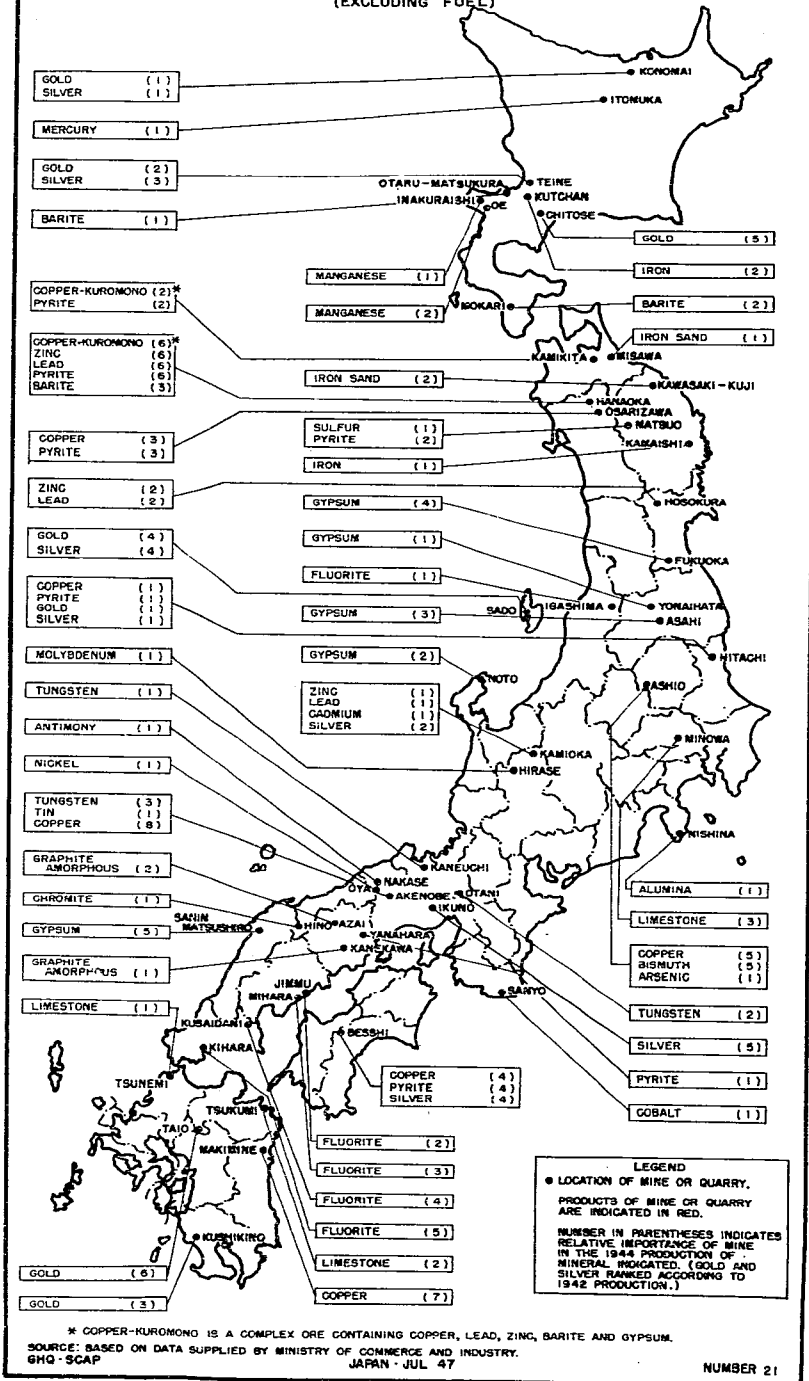 (EXCLUDING FUEL)
GOLD (1)
SILVER (1)
MERCURY (1)
GOLD (2)
SILVER (3)
BARITE (1)
COPPER-KUROMONO (2)*
PYRITE (2)
COPPER-KUROMONO (6)*
ZINC (6)
LEAD (6)
PYRITE (6)
BARITE (3)
COPPER (3)
PYRITE (3)
ZINC (2)
LEAD (2)
GOLD (4)
SILVER (4)
COPPER (1)
PYRITE (1)
GOLD (1)
SILVER (1)
MOLYBDENUM (1)
TUNGSTEN (1)
ANTIMONY (1)
NICKEL (1)
TUNGSTEN (3)
TIN (1)
COPPER (8)
GRAPHITE
AMORPHOUS (2)
CHROMITE (1)
GYPSUM (5)
GRAPHITE
AMORPHOUS (1)
LIMESTONE (1)
GOLD (6)
GOLD (3)
MANGANESE (1)
MANGANESE (2)
IRON SAND (2)
SULFUR (1)
PYRITE (2)
IRON (1)
GYPSUM (4)
GYPSUM (1)
FLUORITE (1)
GYPSUM (3)
GYPSUM (2)
ZINC (1)
LEAD (1)
CADMIUM (1)
SILVER (2)
KONOMAI
ITOMUKA
OTARU-MATSUKURA
TEINE
INAKURAISHI
OE
KUTCHAN
CHITOSE
GOLD (5)
IRON (2)
MOKARI
BARITE (2)
IRON SAND (1)
KAMIKITA
MISAWA
KAWASAKI-KUJI
HANAOKA
OSARIZAWA
MATSUO
KAMAISHI
HOSOKURA
FUKUOKA
SADO
IGASHIMA
YONAIHATA
ASAHI
HITACHI
NOTO
ASHIO
KAMIOKA
MINOWA
HIRASE
NISHINA
KANEUCHI
NAKASE
OYA
AKENOBE
OTANI
IKUNO
SANIN
MATSUSHIRO
HINO
AZAI
YANAHARA
KANEKAWA
JIMMU
MIHARA
SANYO
KUSAIDANI
BESSHI
KIHARA
TSUNEMI
TSUKUMI
TAIO
MAKIMINE
KUSHIKINO
ALUMINA (1)
LIMESTONE (3)
COPPER (5)
BISMUTH (5)
ARSENIC (1)
TUNGSTEN (2)
SILVER (5)
PYRITE (1)
COBALT (1)
COPPER (4)
PYRITE (4)
SILVER (4)
FLUORITE (2)
FLUORITE (3)
FLUORITE (4)
FLUORITE (5)
LIMESTONE (2)
COPPER (7)
LEGEND
● LOCATION OF MINE OR QUARRY.
PRODUCTS OF MINE OR QUARRY
ARE INDICATED IN RED.
NUMBER IN PARENTHESES INDICATES
RELATIVE IMPORTANCE OF MINE
IN THE 1944 PRODUCTION OF
MINERAL INDICATED. (GOLD AND
SILVER RANKED ACCORDING TO
1942 PRODUCTION.)
* COPPER-KUROMONO IS A COMPLEX ORE CONTAINING COPPER, LEAD, ZINC, BARITE AND GYPSUM.
SOURCE: BASED ON DATA SUPPLIED BY MINISTRY OF COMMERCE AND INDUSTRY.
GHQ - SCAP JAPAN - JUL 47 NUMBER 21